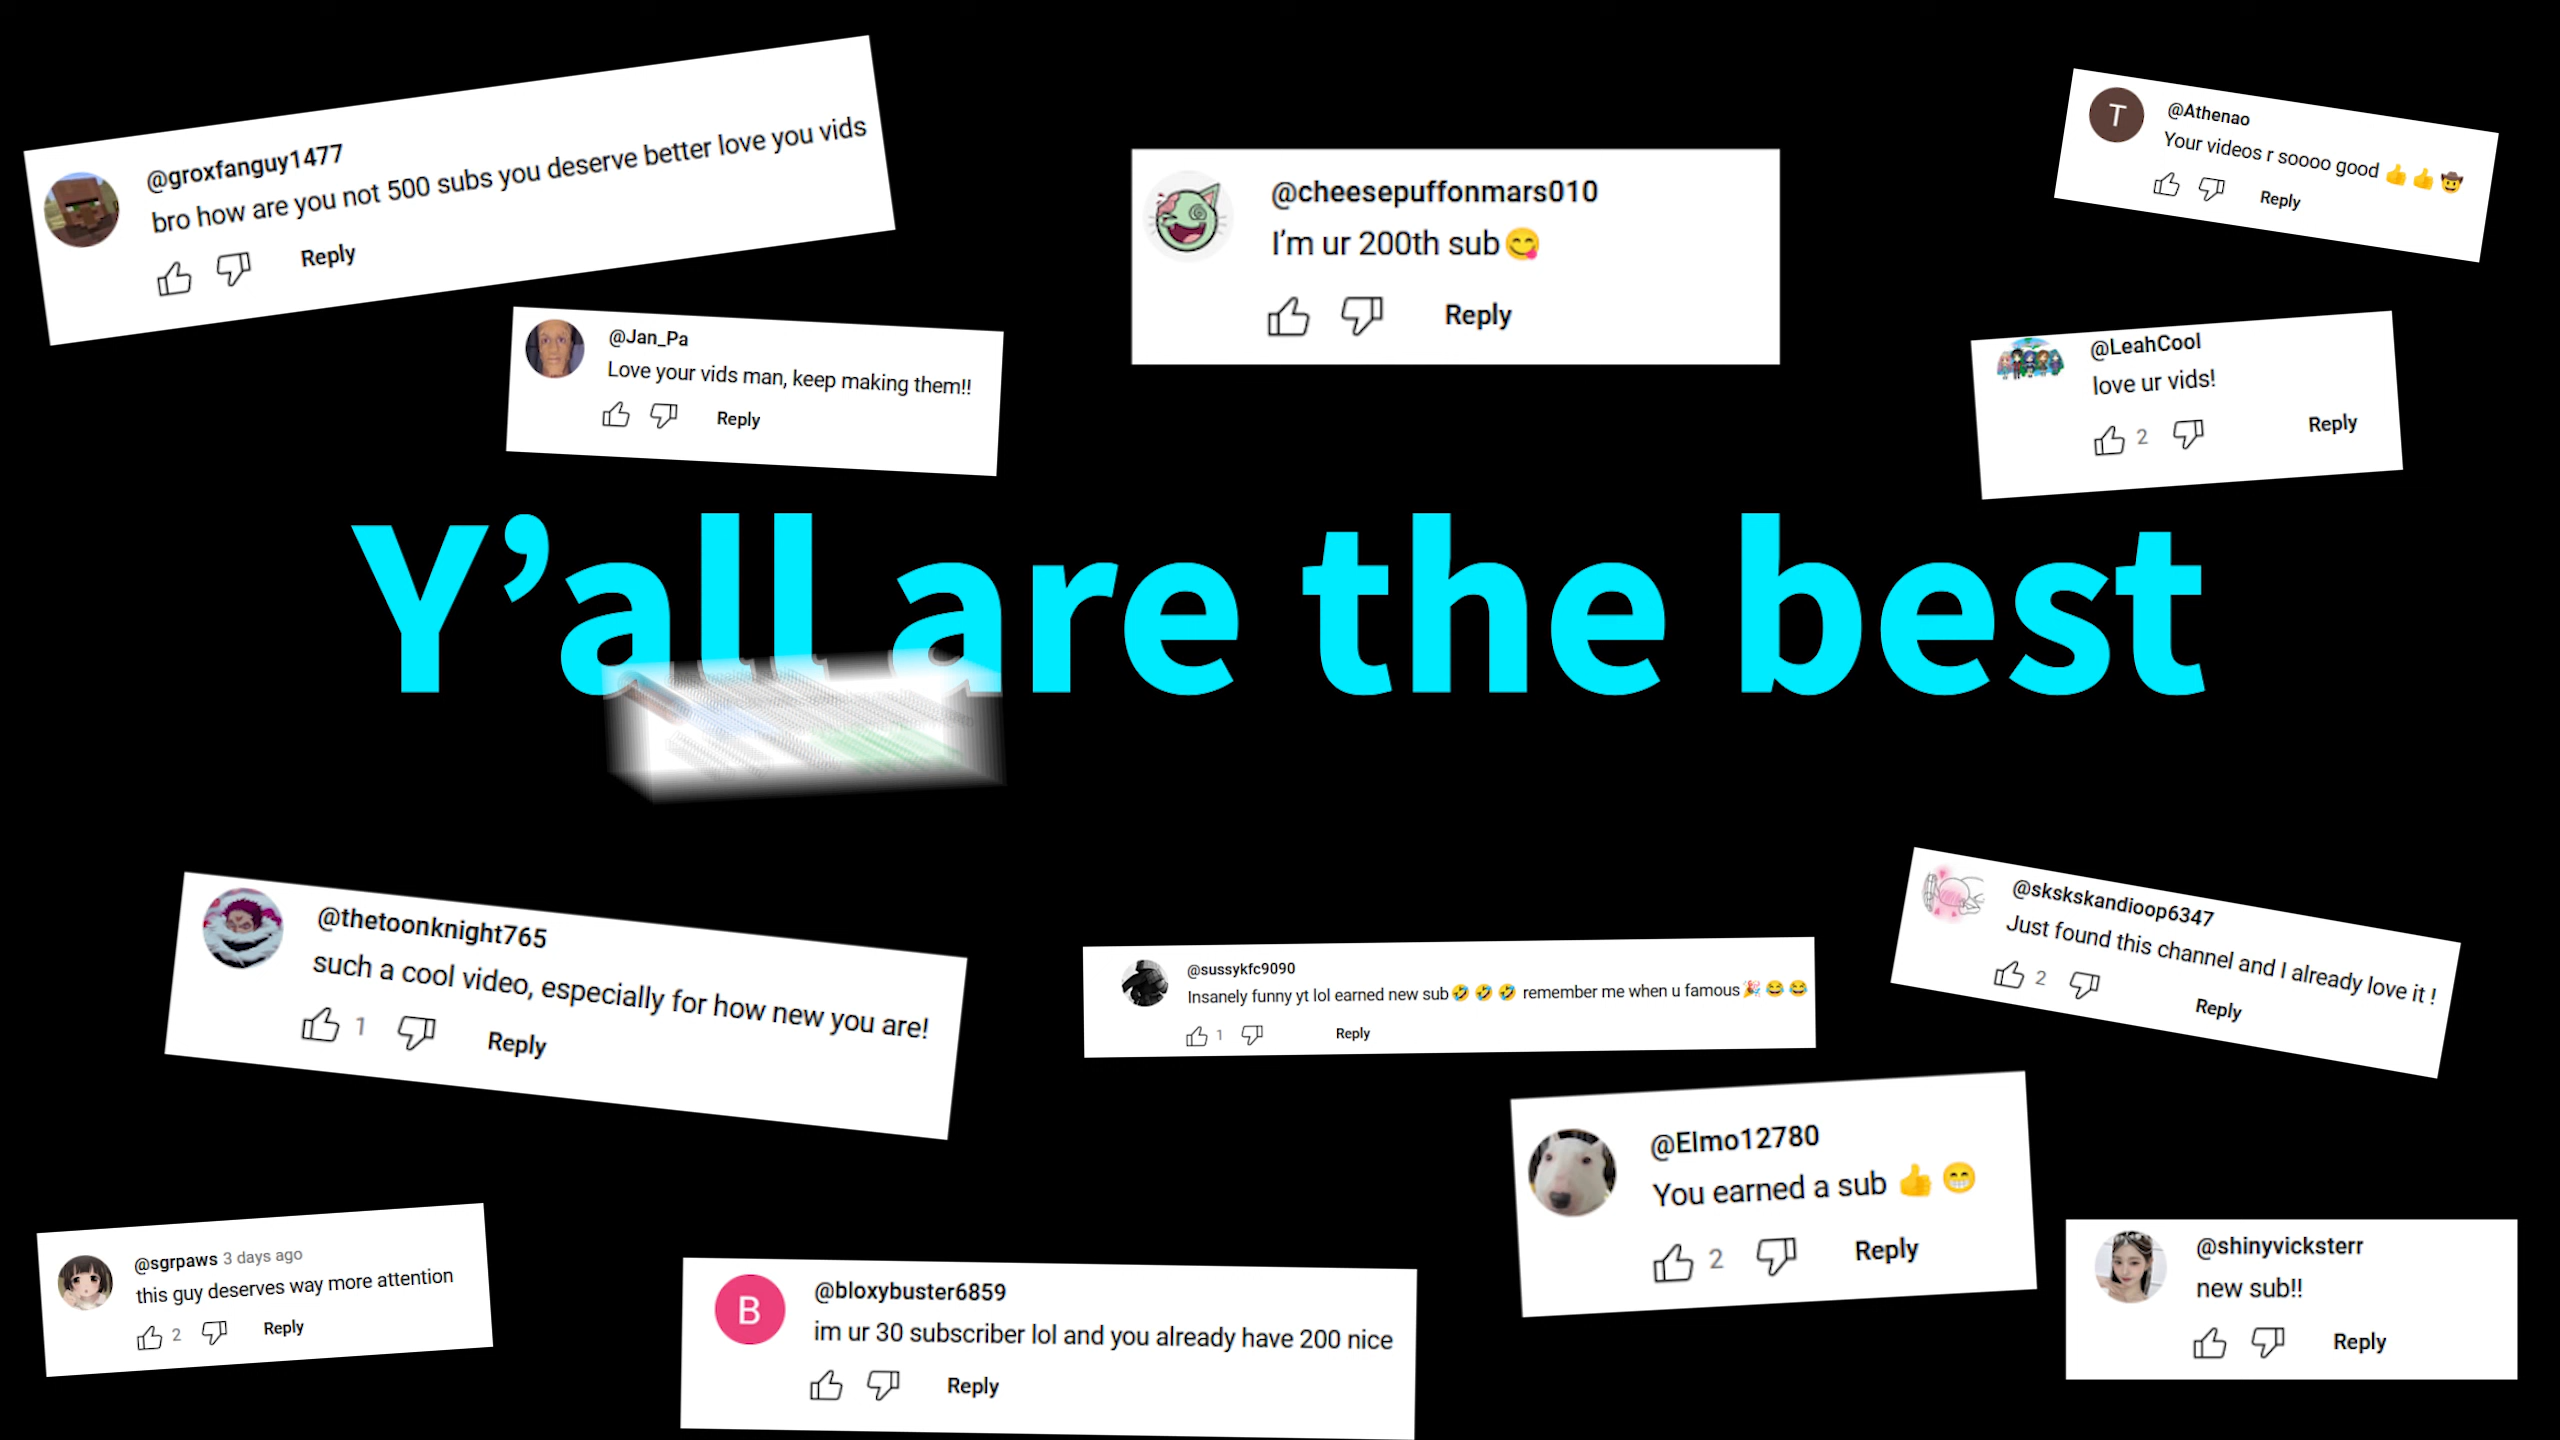 @groxfanguy1477
bro how are you not 500 subs you deserve better love you vids
Reply
@cheesepuffonmars010
I'm ur 200th sub😋
Reply
@Athenao
T
Your videos r soooo good 👍👍🤠
Reply
@Jan_Pa
Love your vids man, keep making them!!
Reply
@LeahCool
love ur vids!
2
Reply
Y’all are the best
@thetoonknight765
such a cool video, especially for how new you are!
1
Reply
@sussykfc9090
Insanely funny yt lol earned new sub🤣🤣🤣 remember me when u famous🎉😂😂
1
Reply
@skskskandioop6347
Just found this channel and I already love it !
2
Reply
@Elmo12780
You earned a sub 👍😁
2
Reply
@sgrpaws 3 days ago
this guy deserves way more attention
2
Reply
@bloxybuster6859
B
im ur 30 subscriber lol and you already have 200 nice
Reply
@shinyvicksterr
new sub!!
Reply